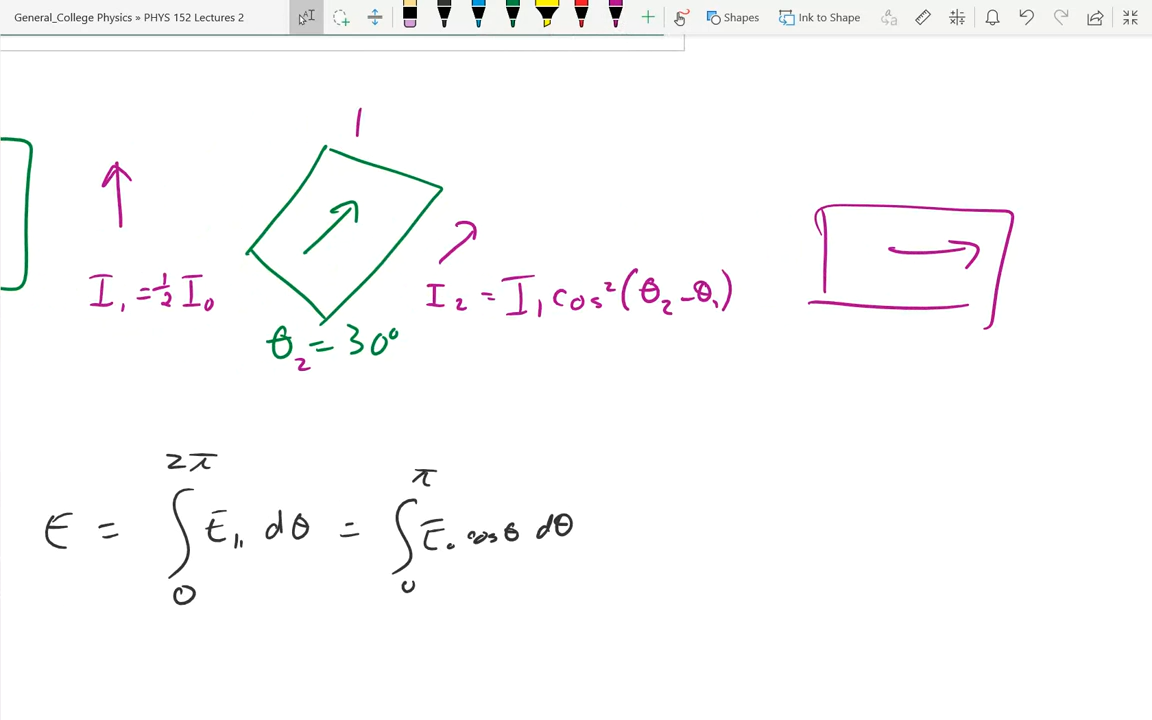 General_College Physics » PHYS 152 Lectures 2
Shapes
Ink to Shape
I₁ = ½ I₀
θ₂ = 30°
I₂ = I₁ cos²(θ₂ - θ₁)
E = ∫₀^2π E₁₁ dθ = ∫₀^π E₀ cos θ dθ